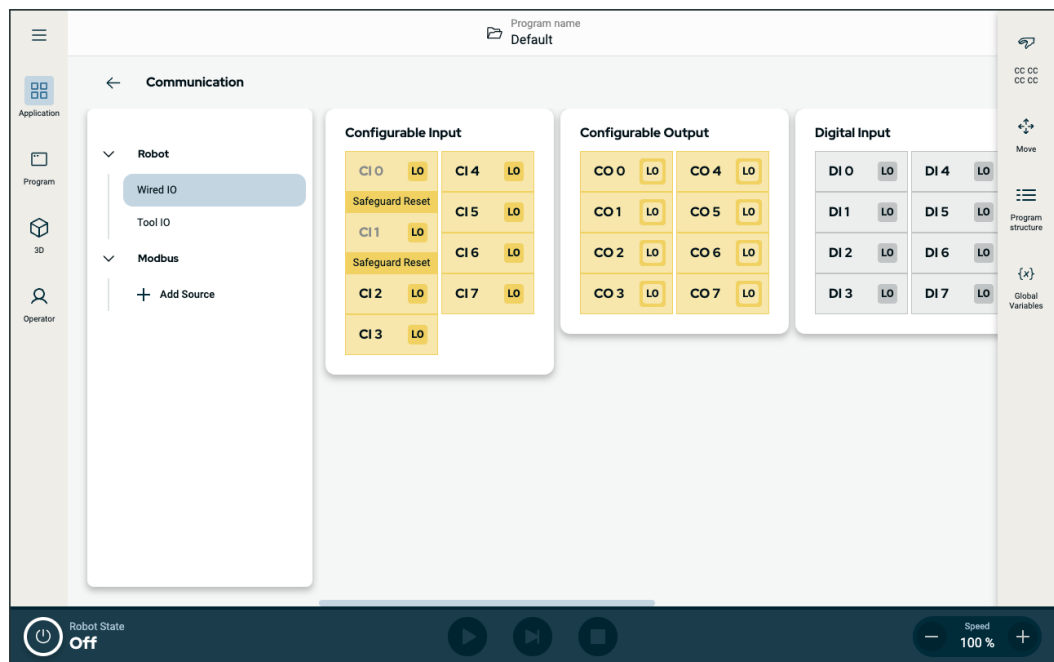 Program name
Default
Application
Program
3D
Operator
Communication
Robot
Wired IO
Tool IO
Modbus
Add Source
Configurable Input
CI 0 LO CI 4 LO
Safeguard Reset
CI 5 LO
CI 1 LO
CI 6 LO
Safeguard Reset
CI 2 LO CI 7 LO
CI 3 LO
Configurable Output
CO 0 LO CO 4 LO
CO 1 LO CO 5 LO
CO 2 LO CO 6 LO
CO 3 LO CO 7 LO
Digital Input
DI 0 LO DI 4 LO
DI 1 LO DI 5 LO
DI 2 LO DI 6 LO
DI 3 LO DI 7 LO
CC CC
CC CC
Move
Program
structure
{x}
Global
Variables
Robot State
Off
Speed
100 %